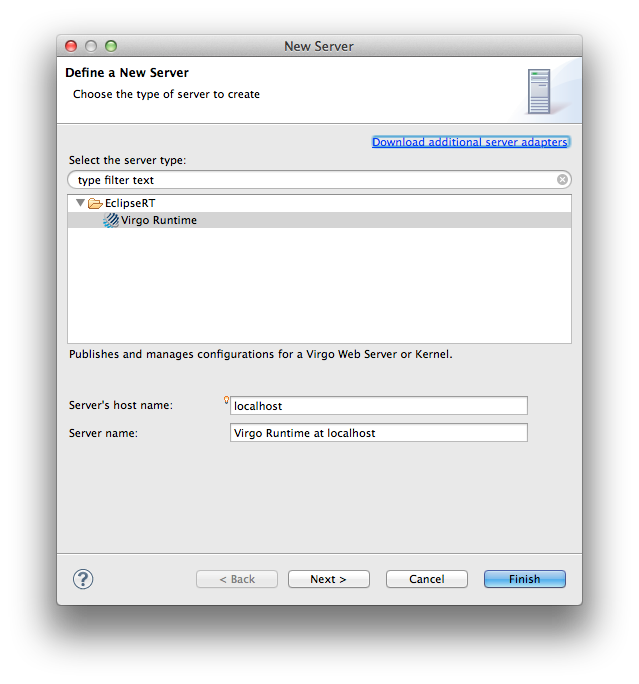 New Server
Define a New Server
Choose the type of server to create
Download additional server adapters
Select the server type:
type filter text
EclipseRT
Virgo Runtime
Publishes and manages configurations for a Virgo Web Server or Kernel.
Server's host name: localhost
Server name: Virgo Runtime at localhost
? < Back Next > Cancel Finish